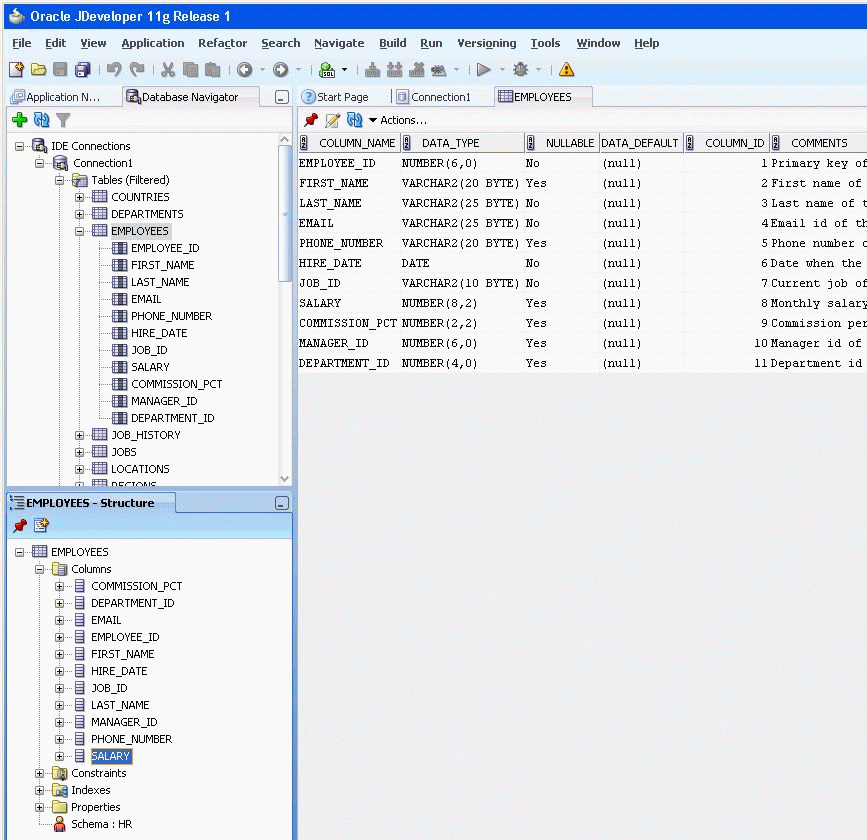 Oracle JDeveloper 11g Release 1
File Edit View Application Refactor Search Navigate Build Run Versioning Tools Window Help
SQL
Application N... Database Navigator
Start Page Connection1 EMPLOYEES
Actions...
IDE Connections
Connection1
Tables (Filtered)
COUNTRIES
DEPARTMENTS
EMPLOYEES
EMPLOYEE_ID
FIRST_NAME
LAST_NAME
EMAIL
PHONE_NUMBER
HIRE_DATE
JOB_ID
SALARY
COMMISSION_PCT
MANAGER_ID
DEPARTMENT_ID
JOB_HISTORY
JOBS
LOCATIONS
REGIONS
COLUMN_NAME DATA_TYPE NULLABLE DATA_DEFAULT COLUMN_ID COMMENTS
EMPLOYEE_ID NUMBER(6,0) No (null) 1 Primary key of
FIRST_NAME VARCHAR2(20 BYTE) Yes (null) 2 First name of
LAST_NAME VARCHAR2(25 BYTE) No (null) 3 Last name of t
EMAIL VARCHAR2(25 BYTE) No (null) 4 Email id of th
PHONE_NUMBER VARCHAR2(20 BYTE) Yes (null) 5 Phone number o
HIRE_DATE DATE No (null) 6 Date when the
JOB_ID VARCHAR2(10 BYTE) No (null) 7 Current job of
SALARY NUMBER(8,2) Yes (null) 8 Monthly salary
COMMISSION_PCT NUMBER(2,2) Yes (null) 9 Commission per
MANAGER_ID NUMBER(6,0) Yes (null) 10 Manager id of
DEPARTMENT_ID NUMBER(4,0) Yes (null) 11 Department id
EMPLOYEES - Structure
EMPLOYEES
Columns
COMMISSION_PCT
DEPARTMENT_ID
EMAIL
EMPLOYEE_ID
FIRST_NAME
HIRE_DATE
JOB_ID
LAST_NAME
MANAGER_ID
PHONE_NUMBER
SALARY
Constraints
Indexes
Properties
Schema : HR